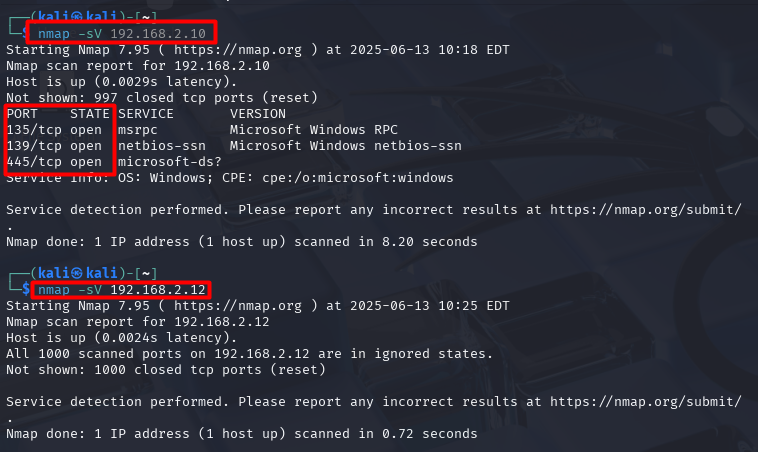 ┌──(kali㉿kali)-[~]
└─$ nmap -sV 192.168.2.10
Starting Nmap 7.95 ( https://nmap.org ) at 2025-06-13 10:18 EDT
Nmap scan report for 192.168.2.10
Host is up (0.0029s latency).
Not shown: 997 closed tcp ports (reset)
PORT    STATE SERVICE       VERSION
135/tcp open  msrpc         Microsoft Windows RPC
139/tcp open  netbios-ssn   Microsoft Windows netbios-ssn
445/tcp open  microsoft-ds?
Service Info: OS: Windows; CPE: cpe:/o:microsoft:windows
Service detection performed. Please report any incorrect results at https://nmap.org/submit/
.
Nmap done: 1 IP address (1 host up) scanned in 8.20 seconds
┌──(kali㉿kali)-[~]
└─$ nmap -sV 192.168.2.12
Starting Nmap 7.95 ( https://nmap.org ) at 2025-06-13 10:25 EDT
Nmap scan report for 192.168.2.12
Host is up (0.0024s latency).
All 1000 scanned ports on 192.168.2.12 are in ignored states.
Not shown: 1000 closed tcp ports (reset)
Service detection performed. Please report any incorrect results at https://nmap.org/submit/
.
Nmap done: 1 IP address (1 host up) scanned in 0.72 seconds